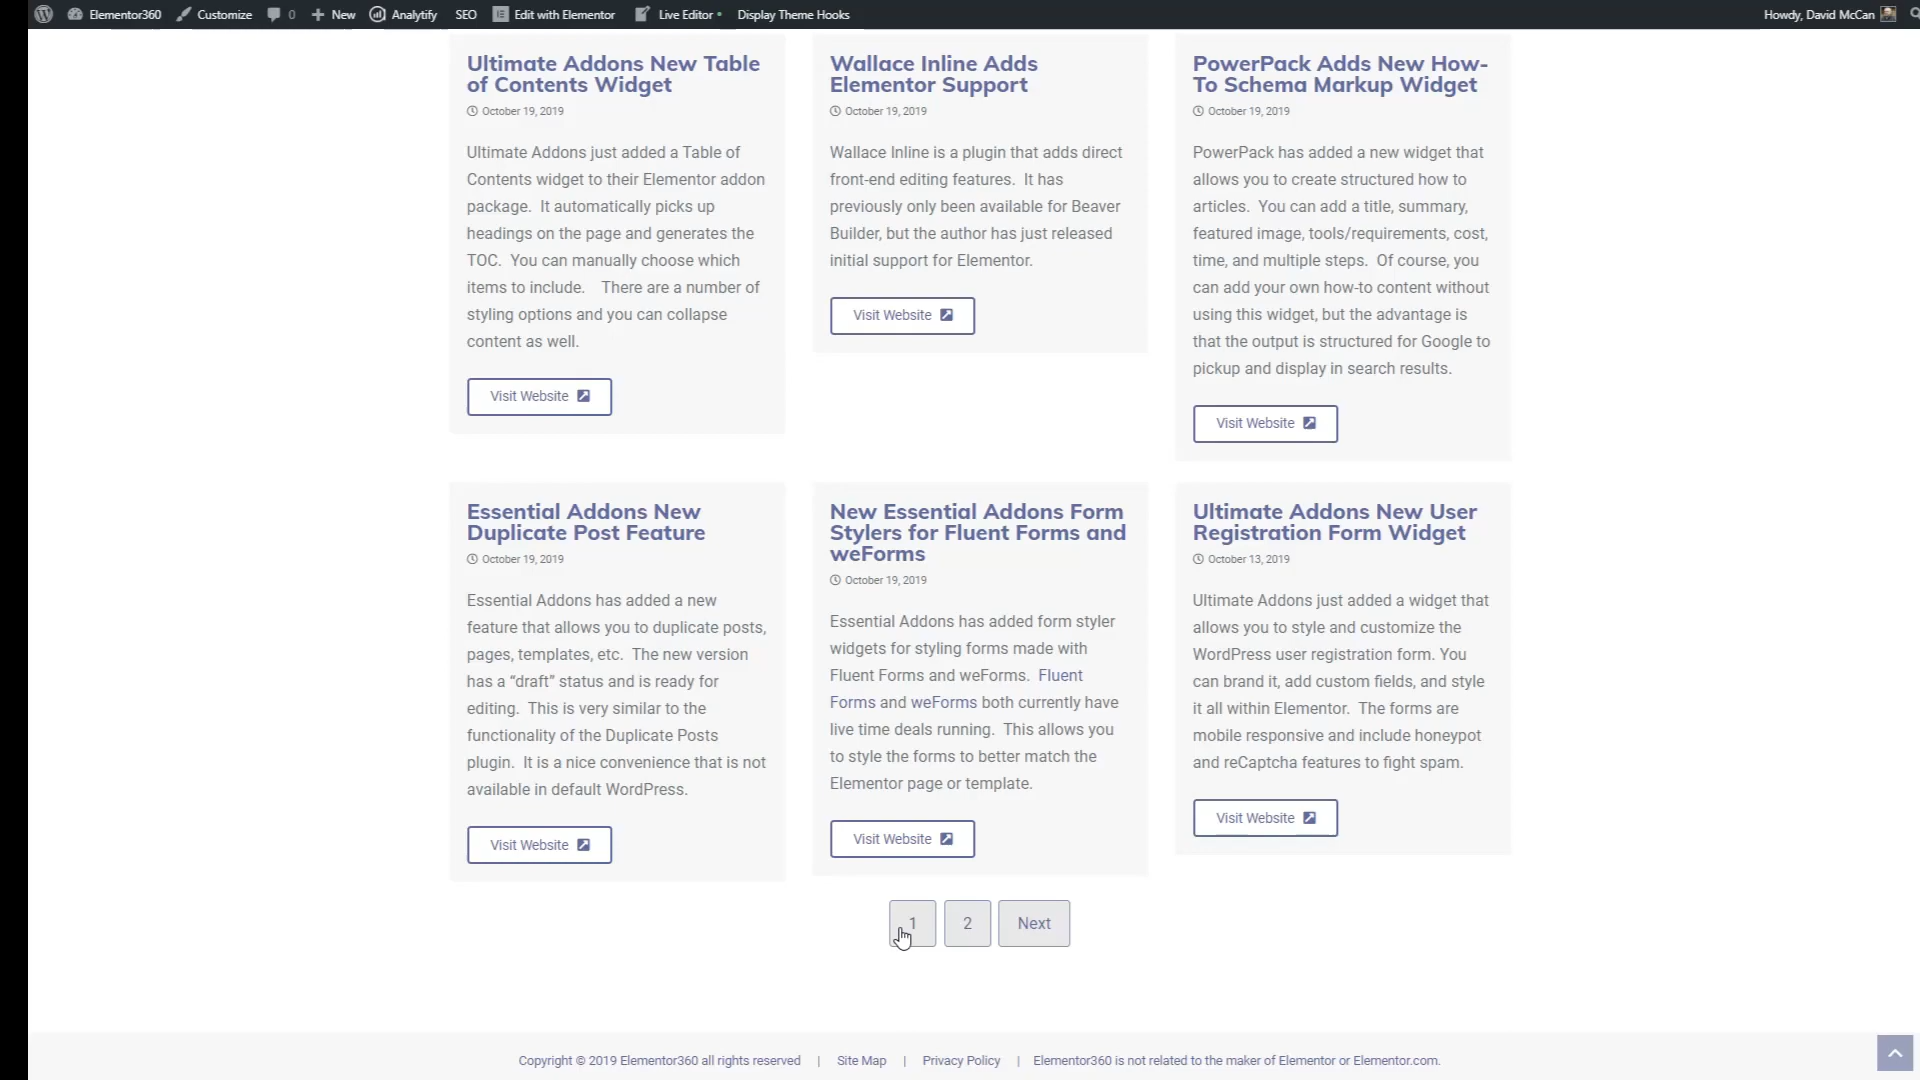 Elementor360 Customize 0 New Analytify SEO Edit with Elementor Live Editor Display Theme Hooks Howdy, David McCan
Ultimate Addons New Table
of Contents Widget
October 19, 2019
Ultimate Addons just added a Table of
Contents widget to their Elementor addon
package. It automatically picks up
headings on the page and generates the
TOC. You can manually choose which
items to include. There are a number of
styling options and you can collapse
content as well.
Visit Website
Wallace Inline Adds
Elementor Support
October 19, 2019
Wallace Inline is a plugin that adds direct
front-end editing features. It has
previously only been available for Beaver
Builder, but the author has just released
initial support for Elementor.
Visit Website
PowerPack Adds New How-
To Schema Markup Widget
October 19, 2019
PowerPack has added a new widget that
allows you to create structured how to
articles. You can add a title, summary,
featured image, tools/requirements, cost,
time, and multiple steps. Of course, you
can add your own how-to content without
using this widget, but the advantage is
that the output is structured for Google to
pickup and display in search results.
Visit Website
Essential Addons New
Duplicate Post Feature
October 19, 2019
Essential Addons has added a new
feature that allows you to duplicate posts,
pages, templates, etc. The new version
has a “draft” status and is ready for
editing. This is very similar to the
functionality of the Duplicate Posts
plugin. It is a nice convenience that is not
available in default WordPress.
Visit Website
New Essential Addons Form
Stylers for Fluent Forms and
weForms
October 19, 2019
Essential Addons has added form styler
widgets for styling forms made with
Fluent Forms and weForms. Fluent
Forms and weForms both currently have
live time deals running. This allows you
to style the forms to better match the
Elementor page or template.
Visit Website
Ultimate Addons New User
Registration Form Widget
October 13, 2019
Ultimate Addons just added a widget that
allows you to style and customize the
WordPress user registration form. You
can brand it, add custom fields, and style
it all within Elementor. The forms are
mobile responsive and include honeypot
and reCaptcha features to fight spam.
Visit Website
1 2 Next
Copyright © 2019 Elementor360 all rights reserved | Site Map | Privacy Policy | Elementor360 is not related to the maker of Elementor or Elementor.com.